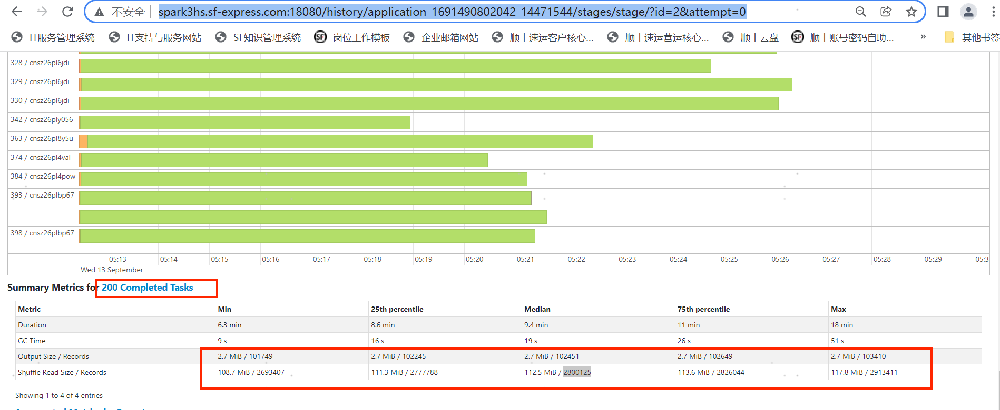 不安全 spark3hs.sf-express.com:18080/history/application_1691490802042_14471544/stages/stage/?id=2&attempt=0
IT服务管理系统 IT支持与服务网站 SF知识管理系统 SF 岗位工作模板 企业邮箱网站 顺丰速运客户核心... 顺丰速运营运核心... 顺丰云盘 SF 顺丰账号密码自助... » 其他书签
328 / cnsz26pl6jdi
329 / cnsz26pl6jdi
330 / cnsz26pl6jdi
342 / cnsz26ply056
363 / cnsz26pl8y5u
374 / cnsz26pl4val
384 / cnsz26pl4pow
393 / cnsz26plbp67
398 / cnsz26plbp67
05:13 05:14 05:15 05:16 05:17 05:18 05:19 05:20 05:21 05:22 05:23 05:24 05:25 05:26 05:27 05:28 05:29
Wed 13 September
Summary Metrics for 200 Completed Tasks
Metric Min 25th percentile Median 75th percentile Max
Duration 6.3 min 8.6 min 9.4 min 11 min 18 min
GC Time 9 s 16 s 19 s 26 s 51 s
Output Size / Records 2.7 MiB / 101749 2.7 MiB / 102245 2.7 MiB / 102451 2.7 MiB / 102649 2.7 MiB / 103410
Shuffle Read Size / Records 108.7 MiB / 2693407 111.3 MiB / 2777788 112.5 MiB / 2800125 113.6 MiB / 2826044 117.8 MiB / 2913411
Showing 1 to 4 of 4 entries